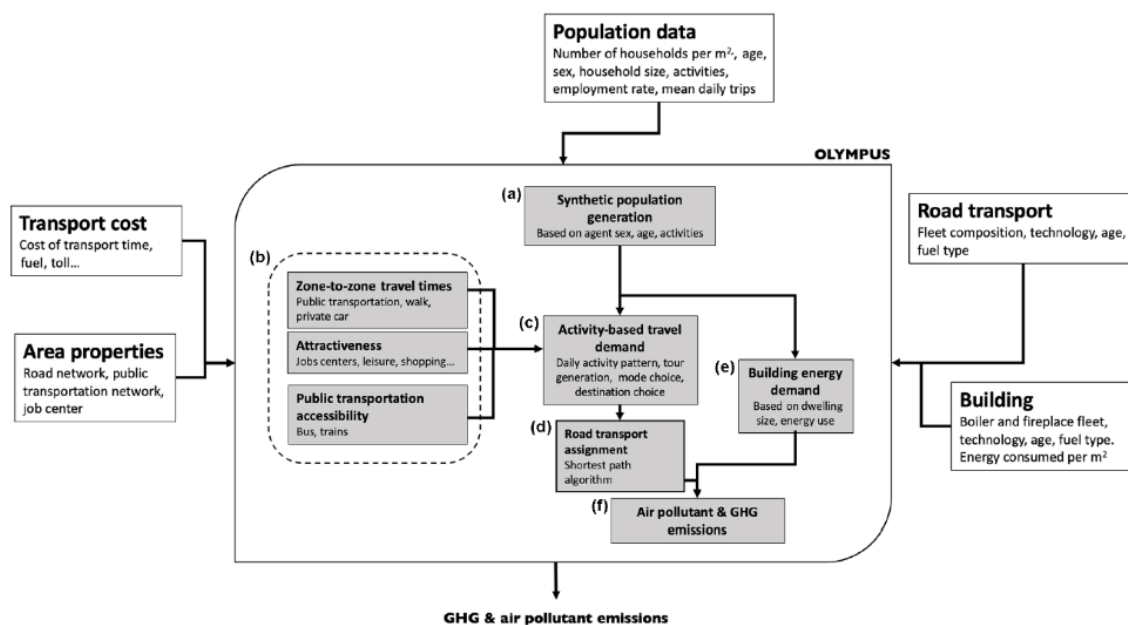 Population data
Number of households per m², age,
sex, household size, activities,
employment rate, mean daily trips
OLYMPUS
Transport cost
Cost of transport time,
fuel, toll...
Area properties
Road network, public
transportation network,
job center
(a)
Synthetic population
generation
Based on agent sex, age, activities
(b)
Zone-to-zone travel times
Public transportation, walk,
private car
Attractiveness
Jobs centers, leisure, shopping...
Public transportation
accessibility
Bus, trains
(c)
Activity-based travel
demand
Daily activity pattern, tour
generation, mode choice,
destination choice
(d)
Road transport
assignment
Shortest path
algorithm
(e)
Building energy
demand
Based on dwelling
size, energy use
(f)
Air pollutant & GHG
emissions
Road transport
Fleet composition, technology, age,
fuel type
Building
Boiler and fireplace fleet,
technology, age, fuel type.
Energy consumed per m²
GHG & air pollutant emissions